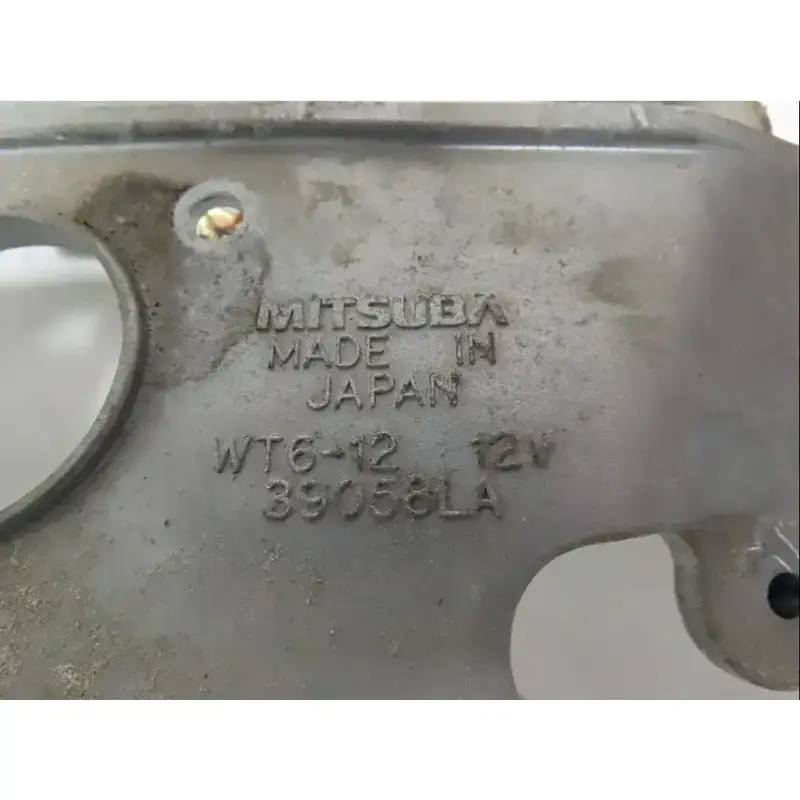 MITSUBA
MADE IN
JAPAN
WT6-12 12V
39058LA